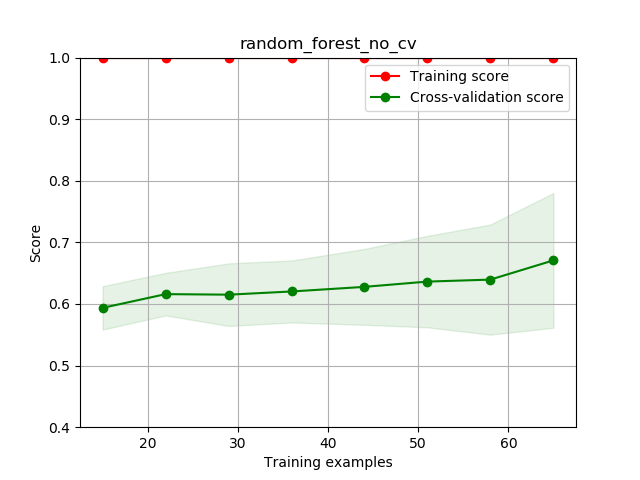 random_forest_no_cv
1.0
Training score
Cross-validation score
0.9
0.8
0.7
Score
0.6
0.5
0.4
20 30 40 50 60
Training examples